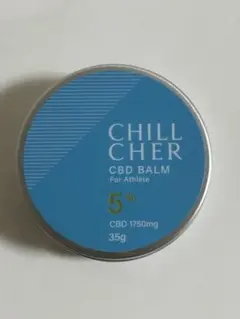 CHILL
CHER
CBD BALM
For Athlete
5%
CBD 1750mg
35g